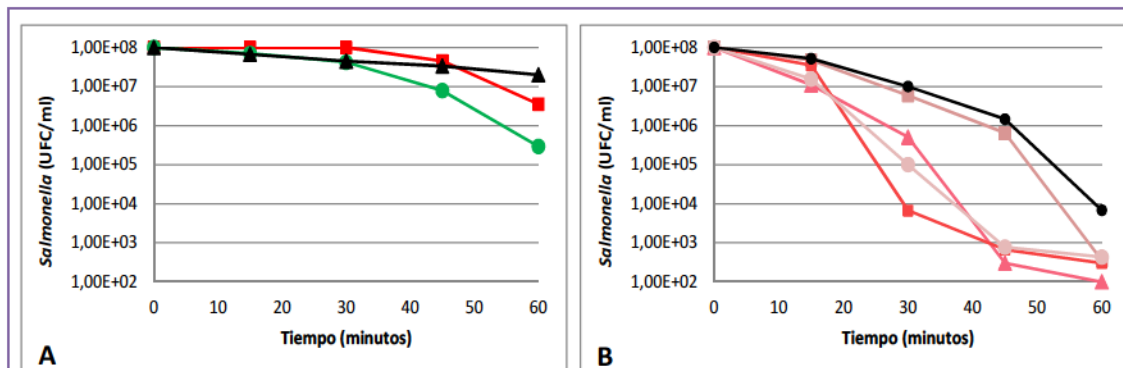 Salmonella (UFC/ml)
1,00E+08
1,00E+07
1,00E+06
1,00E+05
1,00E+04
1,00E+03
1,00E+02
0 10 20 30 40 50 60
Tiempo (minutos)
A
Salmonella (UFC/ml)
1,00E+08
1,00E+07
1,00E+06
1,00E+05
1,00E+04
1,00E+03
1,00E+02
0 10 20 30 40 50 60
Tiempo (minutos)
B